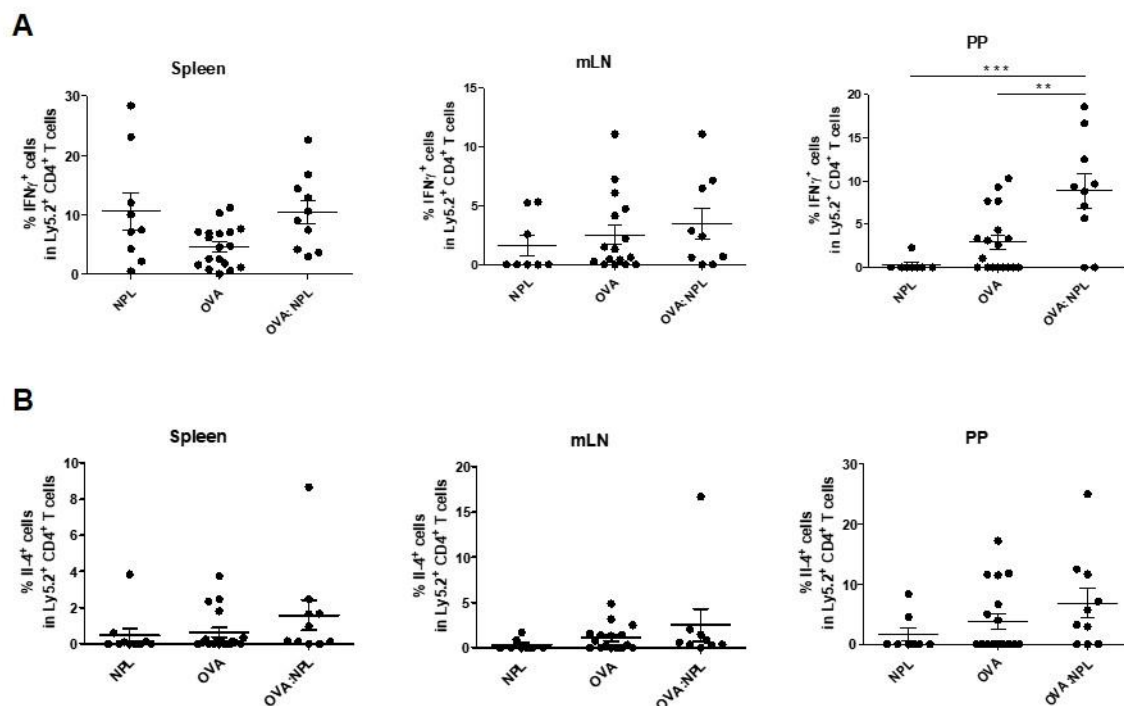 A
Spleen
% IFNγ⁺ cells
in Ly5.2⁺ CD4⁺ T cells
30
20
10
0
NPL
OVA
OVA: NPL
mLN
% IFNγ⁺ cells
in Ly5.2⁺ CD4⁺ T cells
15
10
5
0
NPL
OVA
OVA: NPL
PP
***
**
% IFNγ⁺ cells
in Ly5.2⁺ CD4⁺ T cells
20
15
10
5
0
NPL
OVA
OVA: NPL
B
Spleen
% Il-4⁺ cells
in Ly5.2⁺ CD4⁺ T cells
10
8
6
4
2
0
NPL
OVA
OVA:NPL
mLN
% Il-4⁺ cells
in Ly5.2⁺ CD4⁺ T cells
20
15
10
5
0
NPL
OVA
OVA:NPL
PP
% Il-4⁺ cells
in Ly5.2⁺ CD4⁺ T cells
30
20
10
0
NPL
OVA
OVA :NPL